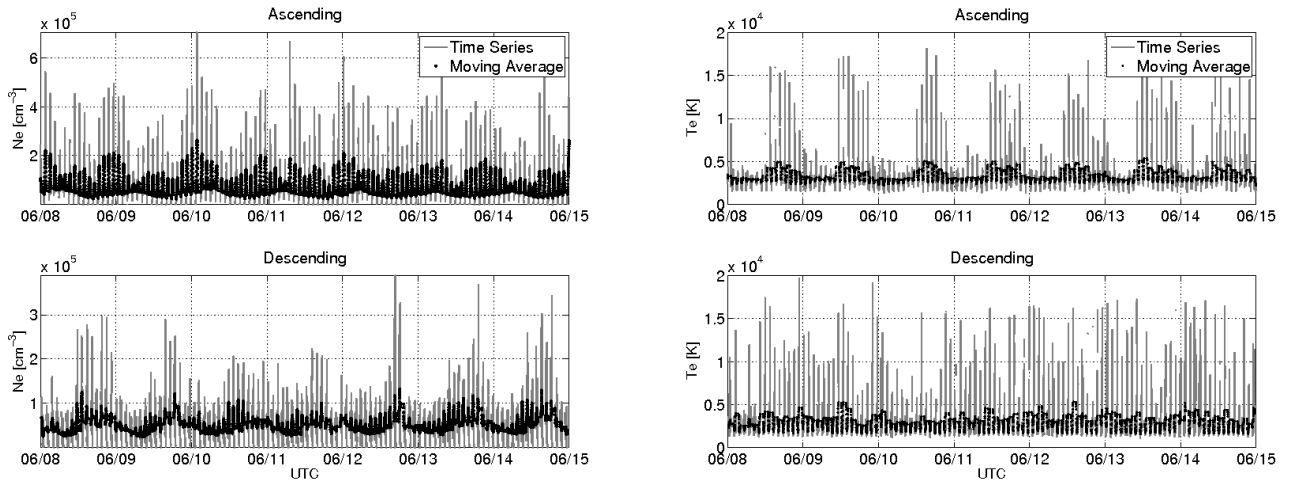 Ascending
x 10^5
Time Series
Moving Average
Ne [cm^−3]
6
4
2
06/08 06/09 06/10 06/11 06/12 06/13 06/14 06/15
Ascending
x 10^4
Time Series
Moving Average
Te [K]
2
1.5
1
0.5
0
06/08 06/09 06/10 06/11 06/12 06/13 06/14 06/15
Descending
x 10^5
Ne [cm^−3]
3
2
1
06/08 06/09 06/10 06/11 06/12 06/13 06/14 06/15
UTC
Descending
x 10^4
Te [K]
2
1.5
1
0.5
0
06/08 06/09 06/10 06/11 06/12 06/13 06/14 06/15
UTC